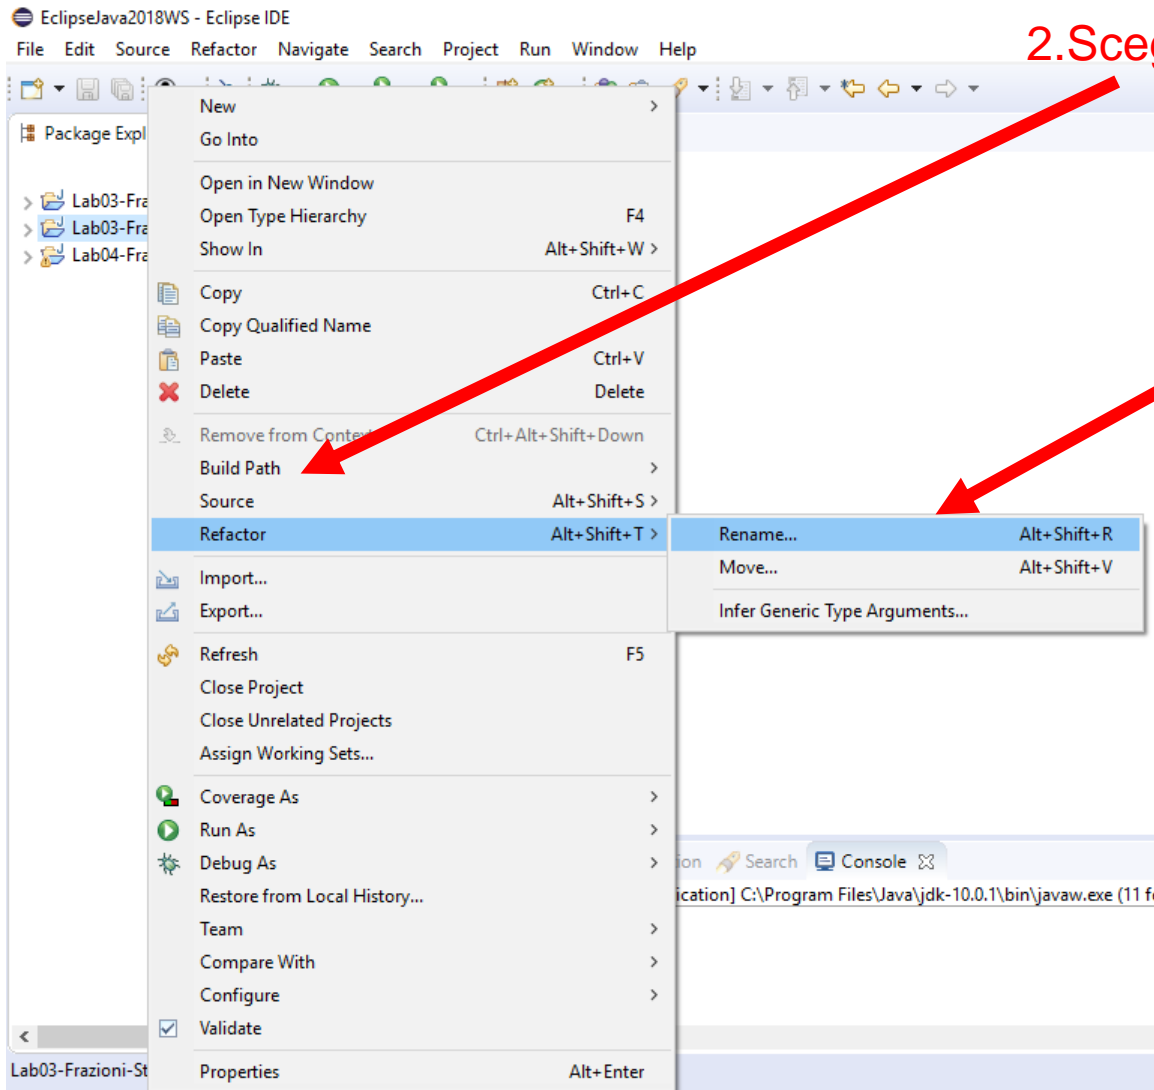 EclipseJava2018WS - Eclipse IDE
File Edit Source Refactor Navigate Search Project Run Window Help
2.Sceg
Package Expl
Lab03-Fra
Lab03-Fra
Lab04-Fra
New
Go Into
Open in New Window
Open Type Hierarchy F4
Show In Alt+Shift+W
Copy Ctrl+C
Copy Qualified Name
Paste Ctrl+V
Delete Delete
Remove from Context Ctrl+Alt+Shift+Down
Build Path
Source Alt+Shift+S
Refactor Alt+Shift+T
Rename... Alt+Shift+R
Move... Alt+Shift+V
Infer Generic Type Arguments...
Import...
Export...
Refresh F5
Close Project
Close Unrelated Projects
Assign Working Sets...
Coverage As
Run As
Debug As
Restore from Local History...
Team
Compare With
Configure
Validate
Properties Alt+Enter
ion Search Console
ication] C:\Program Files\Java\jdk-10.0.1\bin\javaw.exe (11 fe
Lab03-Frazioni-St